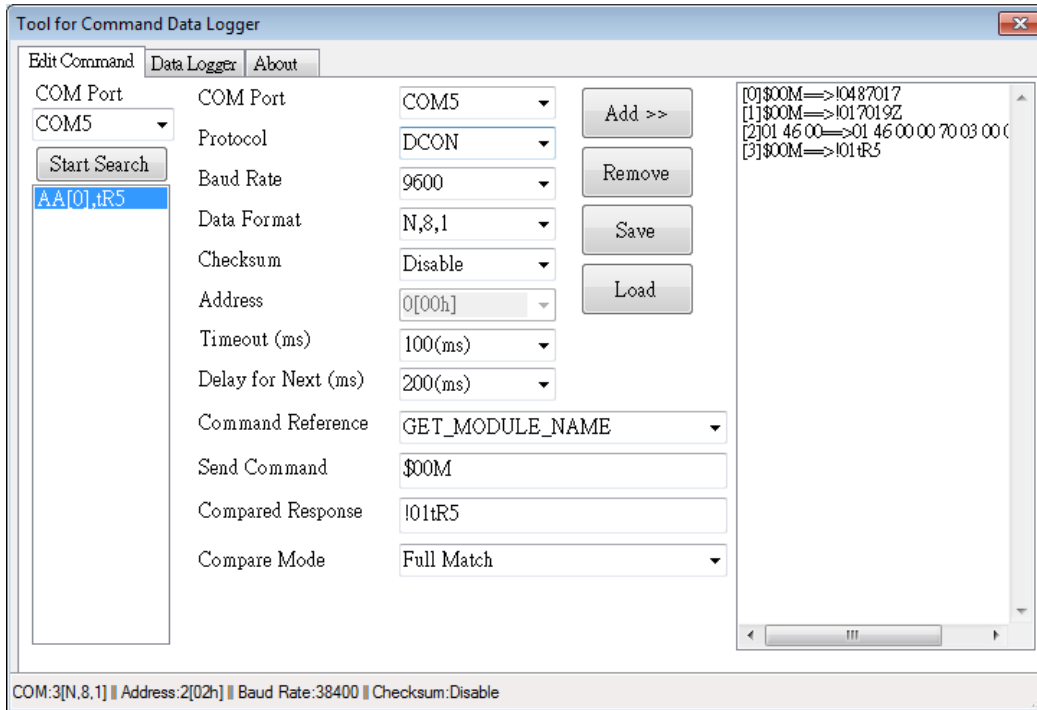 Tool for Command Data Logger
Edit Command Data Logger About
COM Port
COM5
Start Search
AA[0],tR5
COM Port COM5
Protocol DCON
Baud Rate 9600
Data Format N,8,1
Checksum Disable
Address 0[00h]
Timeout (ms) 100(ms)
Delay for Next (ms) 200(ms)
Command Reference GET_MODULE_NAME
Send Command $00M
Compared Response !01tR5
Compare Mode Full Match
Add >>
Remove
Save
Load
[0]$00M==>!0487017
[1]$00M==>!017019Z
[2]01 46 00==>01 46 00 00 70 03 00
[3]$00M==>!01tR5
COM:3[N,8,1] || Address:2[02h] || Baud Rate:38400 || Checksum:Disable